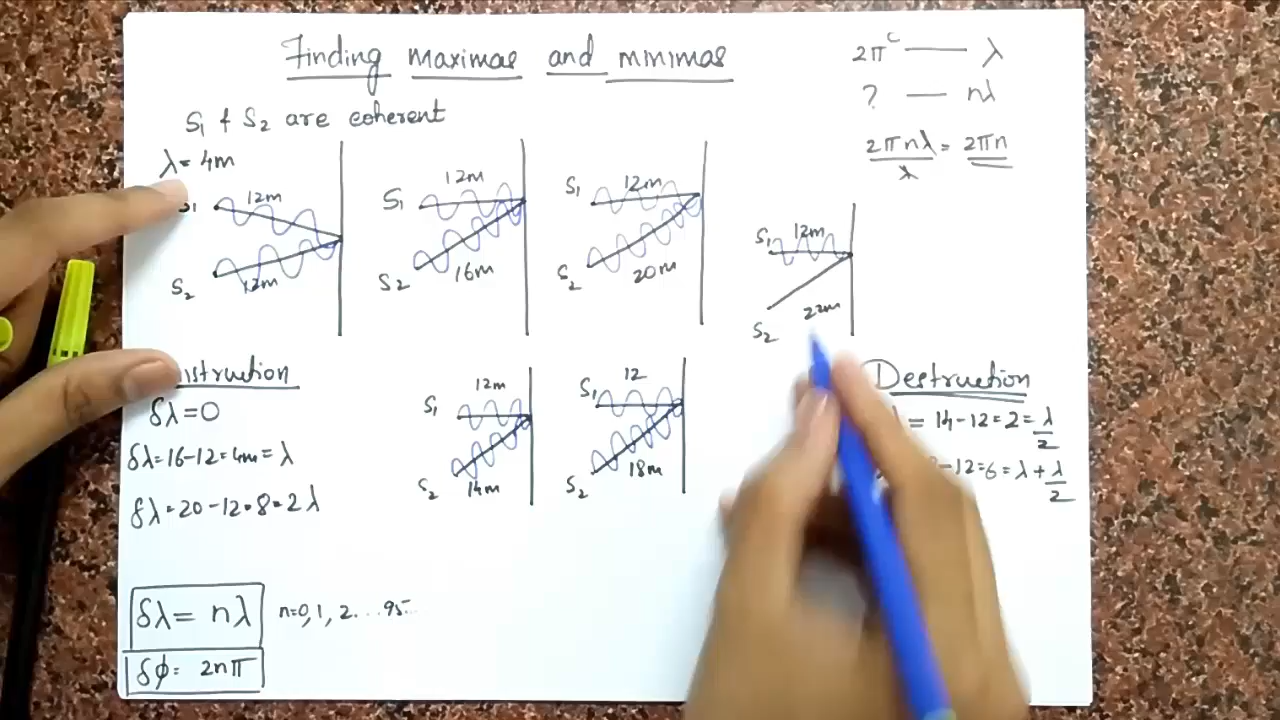 Finding maximas and minimas
2πᶜ — λ
? — nλ
2πnλ/λ = 2πn
S₁ & S₂ are coherent
λ = 4m
12m
S₂
12m
S₁
12m
S₂
16m
S₁
12m
S₂
20m
S₁
12m
S₂
22m
δλ=0
δλ=16-12=4m=λ
δλ=20-12=8=2λ
S₁
12m
S₂
14m
S₁
12
S₂
18m
Destruction
= 14-12=2=λ/2
-12=6=λ+λ/2
δλ= nλ
n=0,1,2...95...
δϕ= 2nπ